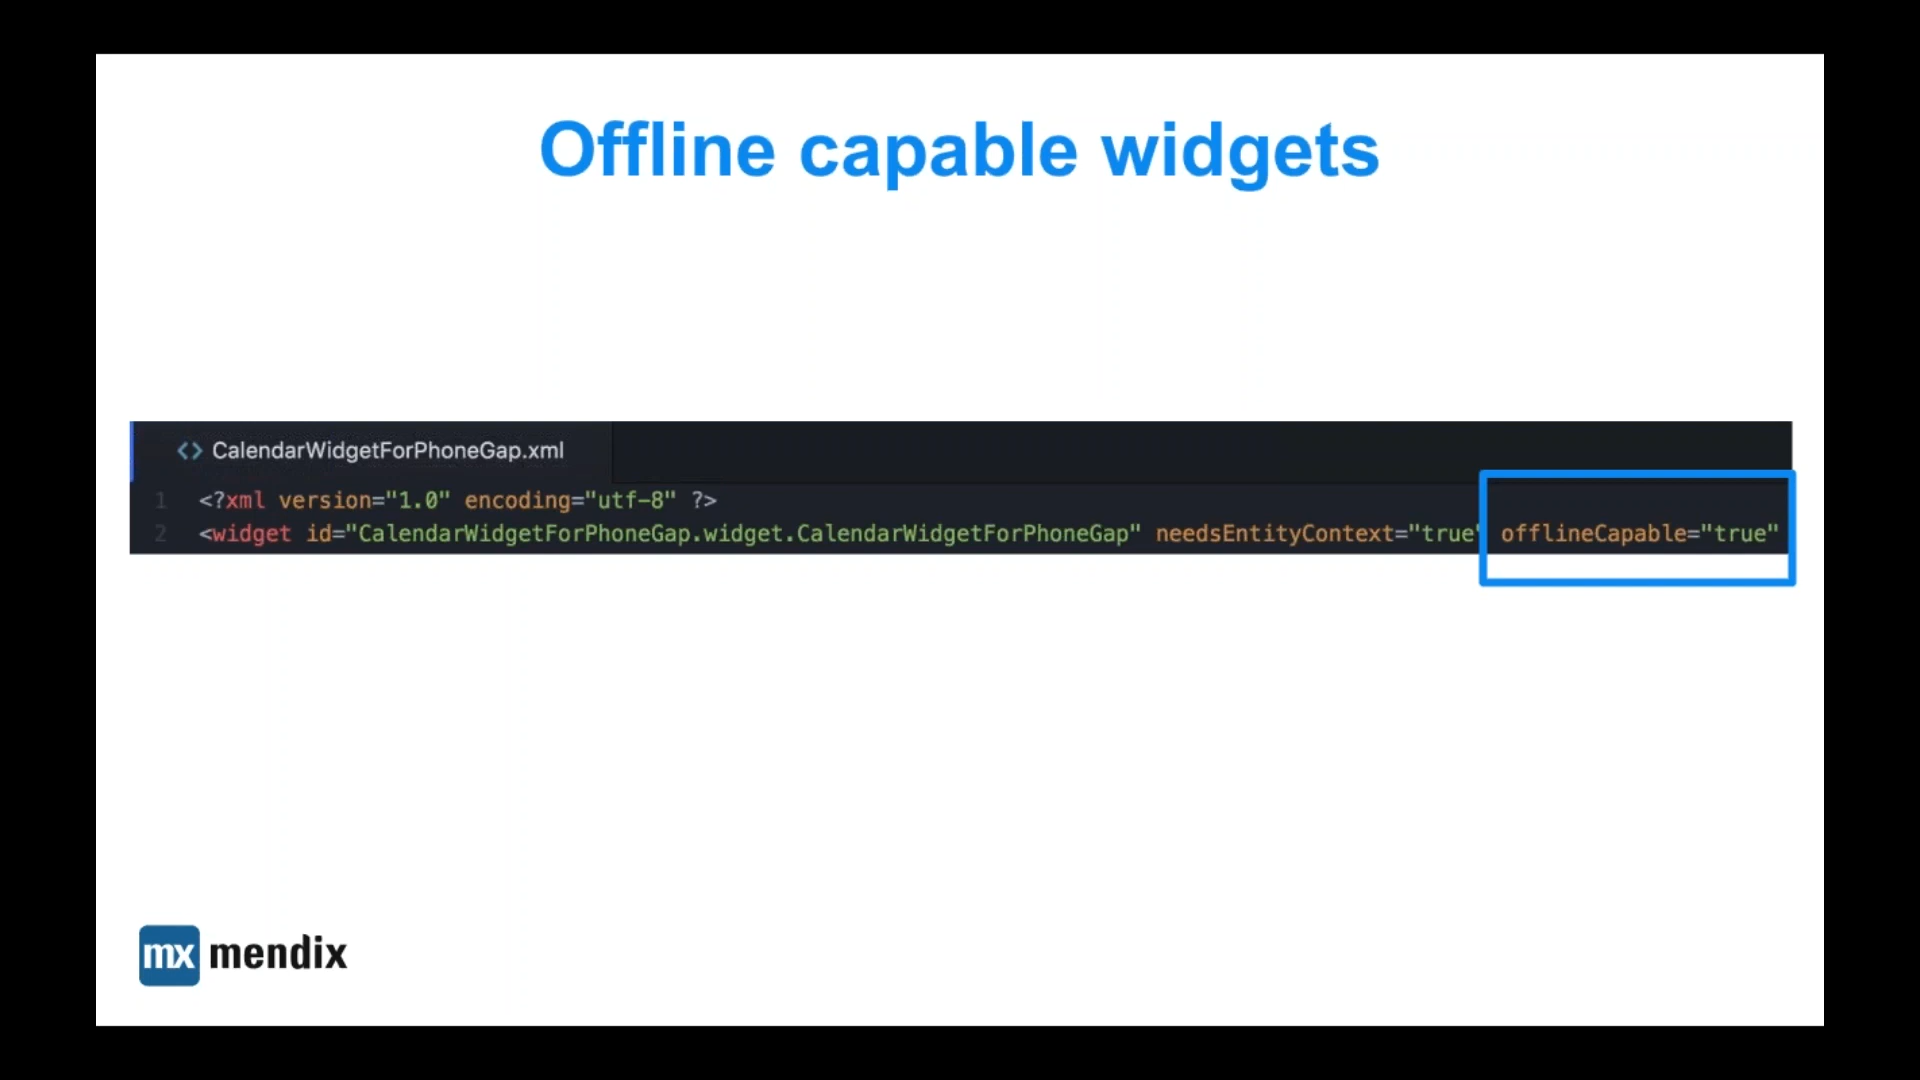 Offline capable widgets
<> CalendarWidgetForPhoneGap.xml
1 <?xml version="1.0" encoding="utf-8" ?>
2 <widget id="CalendarWidgetForPhoneGap.widget.CalendarWidgetForPhoneGap" needsEntityContext="true" offlineCapable="true"
mx mendix